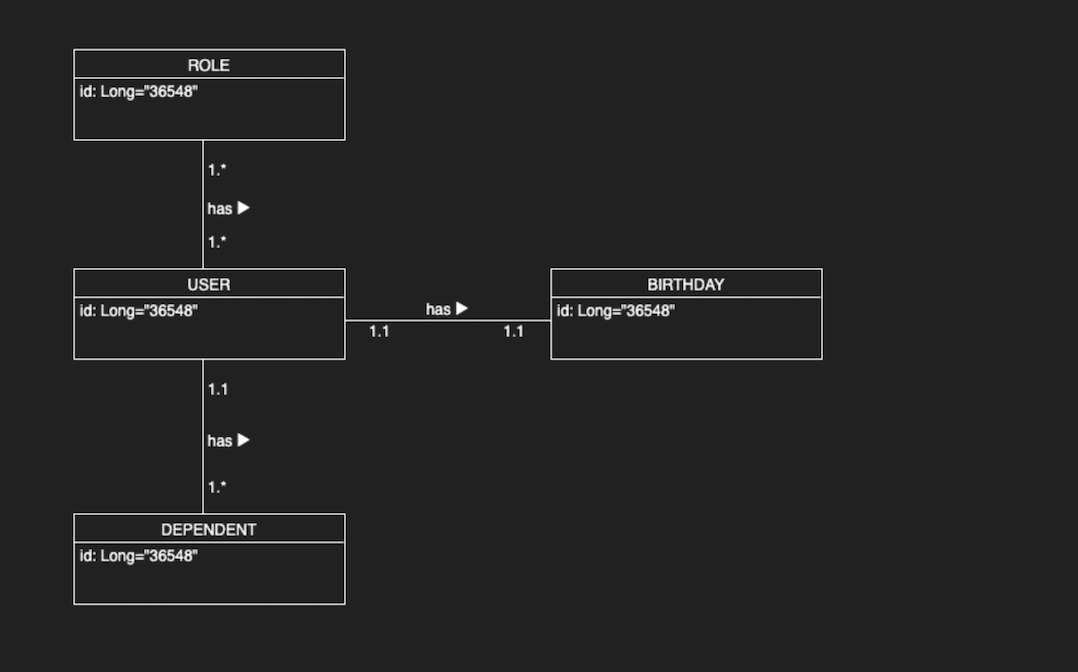 ROLE
id: Long="36548"
1.*
has ▶
1.*
USER
id: Long="36548"
has ▶
1.1
1.1
BIRTHDAY
id: Long="36548"
1.1
has ▶
1.*
DEPENDENT
id: Long="36548"